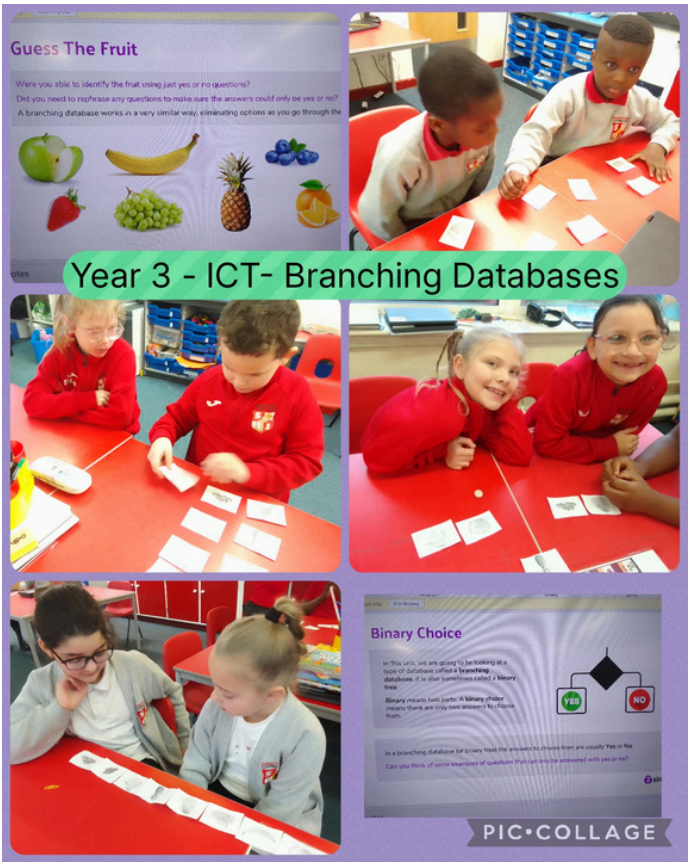 Guess The Fruit
Were you able to identify the fruit using just yes or no questions?
Did you need to rephrase any questions to make sure the answers could only be yes or no?
A branching database works in a very similar way, eliminating options as you go through the
otes
Year 3 - ICT- Branching Databases
Binary Choice
In this unit, we are going to be looking at a
type of database called a branching
database. It is also sometimes called a binary
tree.
Binary means two parts. A binary choice
means there are only two answers to choose
from.
YES
NO
In a branching database (or binary tree) the answers to choose from are usually Yes or No.
Can you think of some examples of questions that can only be answered with yes or no?
PIC•COLLAGE